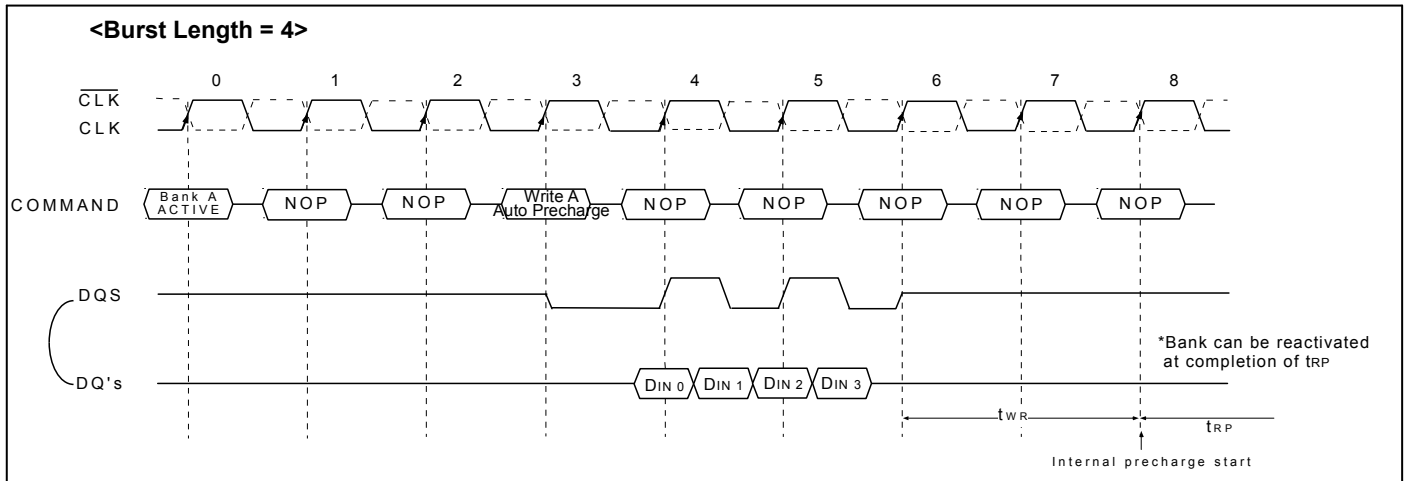 <Burst Length = 4>
0 1 2 3 4 5 6 7 8
CLK
CLK
COMMAND
Bank A
ACTIVE
NOP
NOP
Write A
Auto Precharge
NOP
NOP
NOP
NOP
NOP
DQS
*Bank can be reactivated
at completion of tRP
DQ's
DIN 0
DIN 1
DIN 2
DIN 3
tWR
tRP
Internal precharge start